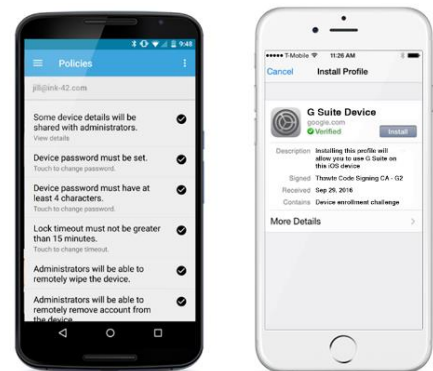 9:48
Policies
jill@ink-42.com
Some device details will be
shared with administrators.
View details
Device password must be set.
Touch to change password.
Device password must have at
least 4 characters.
Touch to change password.
Lock timeout must not be greater
than 15 minutes.
Touch to change timeout.
Administrators will be able to
remotely wipe the device.
Administrators will be able to
remotely remove account from
the device.
T-Mobile 11:26 AM
Cancel Install Profile
G Suite Device
google.com
Verified Install
Description Installing this profile will
allow you to use G Suite on
this iOS device
Signed Thawte Code Signing CA - G2
Received Sep 29, 2016
Contains Device enrollment challenge
More Details